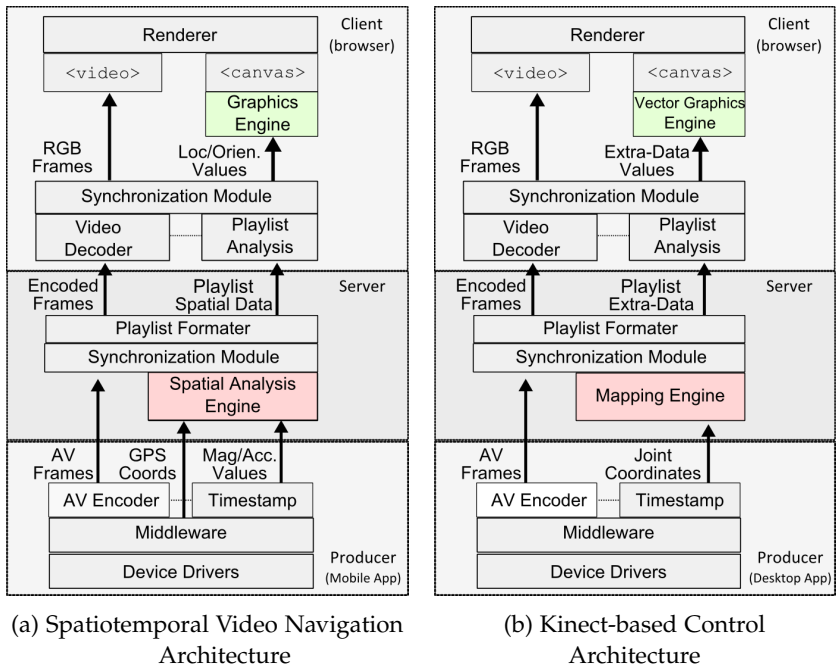 Client
(browser)
Renderer
<video>
<canvas>
Graphics
Engine
RGB
Frames
Loc/Orien.
Values
Synchronization Module
Video
Decoder
Playlist
Analysis
Encoded
Frames
Playlist
Spatial Data
Server
Playlist Formater
Synchronization Module
Spatial Analysis
Engine
AV
Frames
GPS
Coords
Mag/Acc.
Values
AV Encoder
Timestamp
Middleware
Device Drivers
Producer
(Mobile App)
(a) Spatiotemporal Video Navigation
Architecture
Client
(browser)
Renderer
<video>
<canvas>
Vector Graphics
Engine
RGB
Frames
Extra-Data
Values
Synchronization Module
Video
Decoder
Playlist
Analysis
Encoded
Frames
Playlist
Extra-Data
Server
Playlist Formater
Synchronization Module
Mapping Engine
AV
Frames
Joint
Coordinates
AV Encoder
Timestamp
Middleware
Device Drivers
Producer
(Desktop App)
(b) Kinect-based Control
Architecture